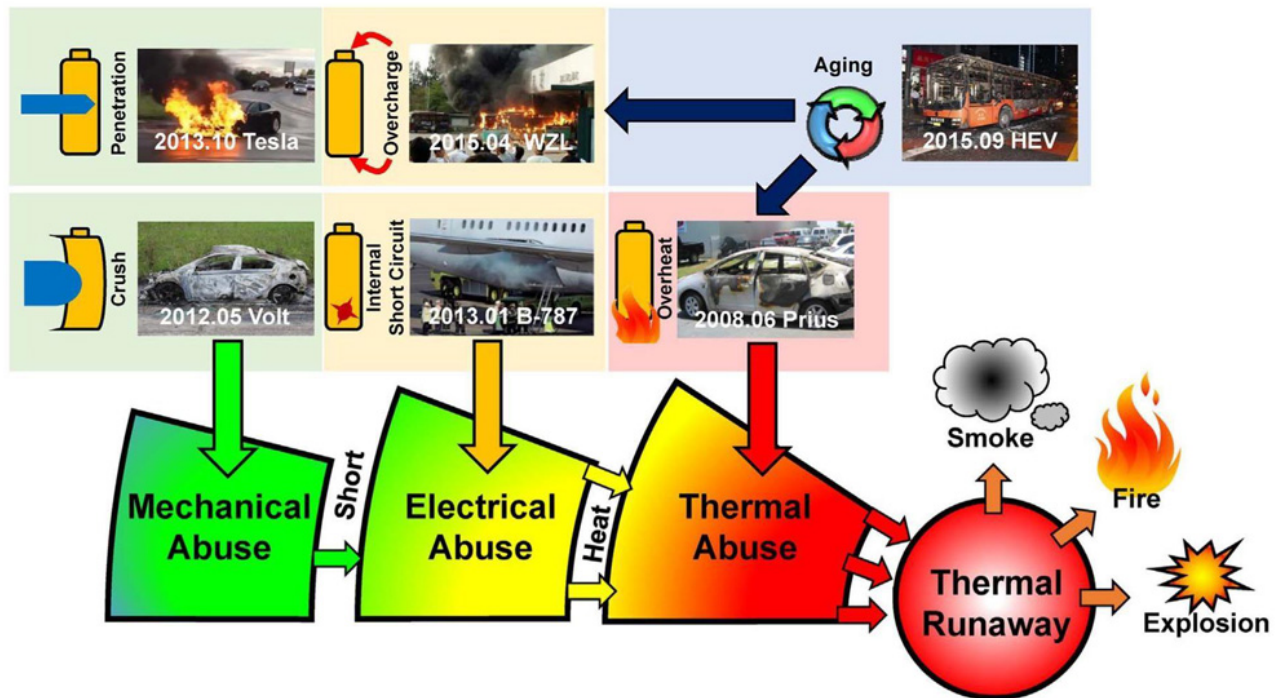 Penetration
2013.10 Tesla
Overcharge
2015.04, WZL
Aging
2015.09 HEV
Crush
2012.05 Volt
Internal
Short Circuit
2013.01 B-787
Overheat
2008.06 Prius
Mechanical
Abuse
Short
Electrical
Abuse
Heat
Thermal
Abuse
Thermal
Runaway
Smoke
Fire
Explosion